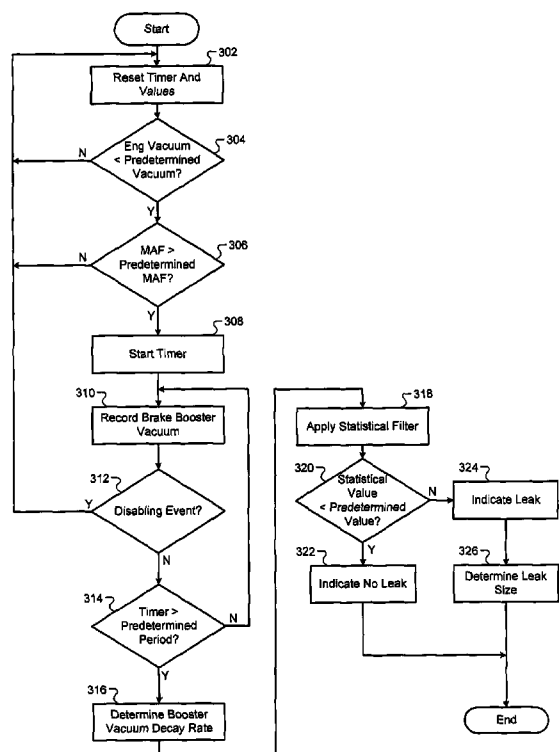 Start
302
Reset Timer And
Values
304
Eng Vacuum
< Predetermined
Vacuum?
N
Y
306
MAF >
Predetermined
MAF?
N
Y
308
Start Timer
310
Record Brake Booster
Vacuum
312
Disabling Event?
Y
N
314
Timer >
Predetermined
Period?
N
Y
316
Determine Booster
Vacuum Decay Rate
318
Apply Statistical Filter
320
Statistical
Value
< Predetermined
Value?
N
Y
322
Indicate No Leak
324
Indicate Leak
326
Determine Leak
Size
End